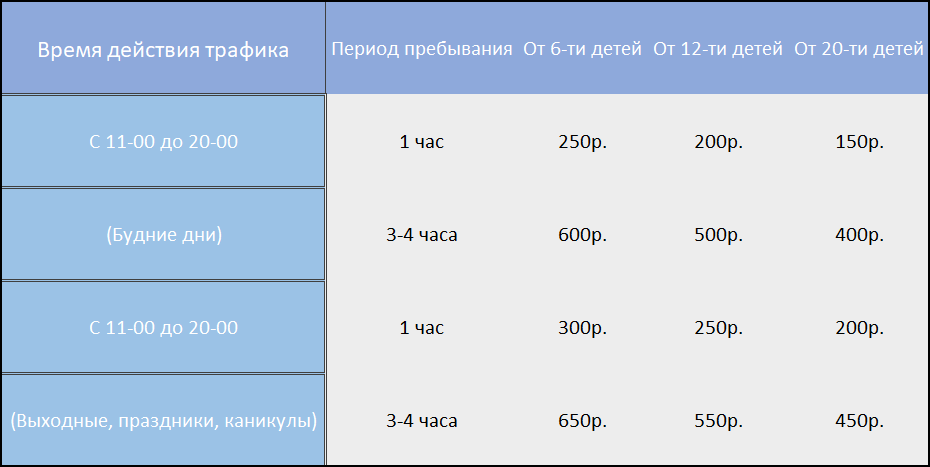 Время действия трафика Период пребывания От 6-ти детей От 12-ти детей От 20-ти детей
С 11-00 до 20-00 1 час 250р. 200р. 150р.
(Будние дни) 3-4 часа 600р. 500р. 400р.
С 11-00 до 20-00 1 час 300р. 250р. 200р.
(Выходные, праздники, каникулы) 3-4 часа 650р. 550р. 450р.